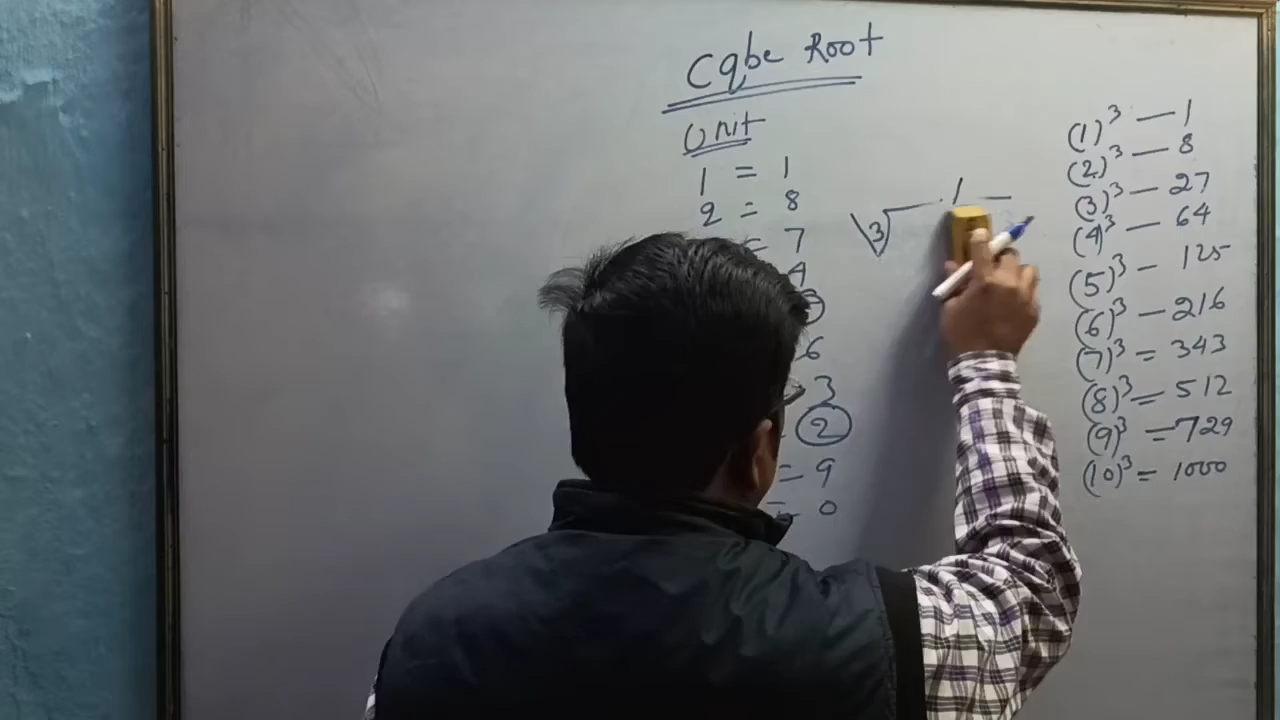 Cqbe Root
Unit
1 = 1
2 = 8
= 7
4
6
3
2
= 9
= 0
3
(1)³ — 1
(2)³ — 8
(3)³ — 27
(4)³ — 64
(5)³ — 125
(6)³ — 216
(7)³ = 343
(8)³ = 512
(9)³ = 729
(10)³ = 1000